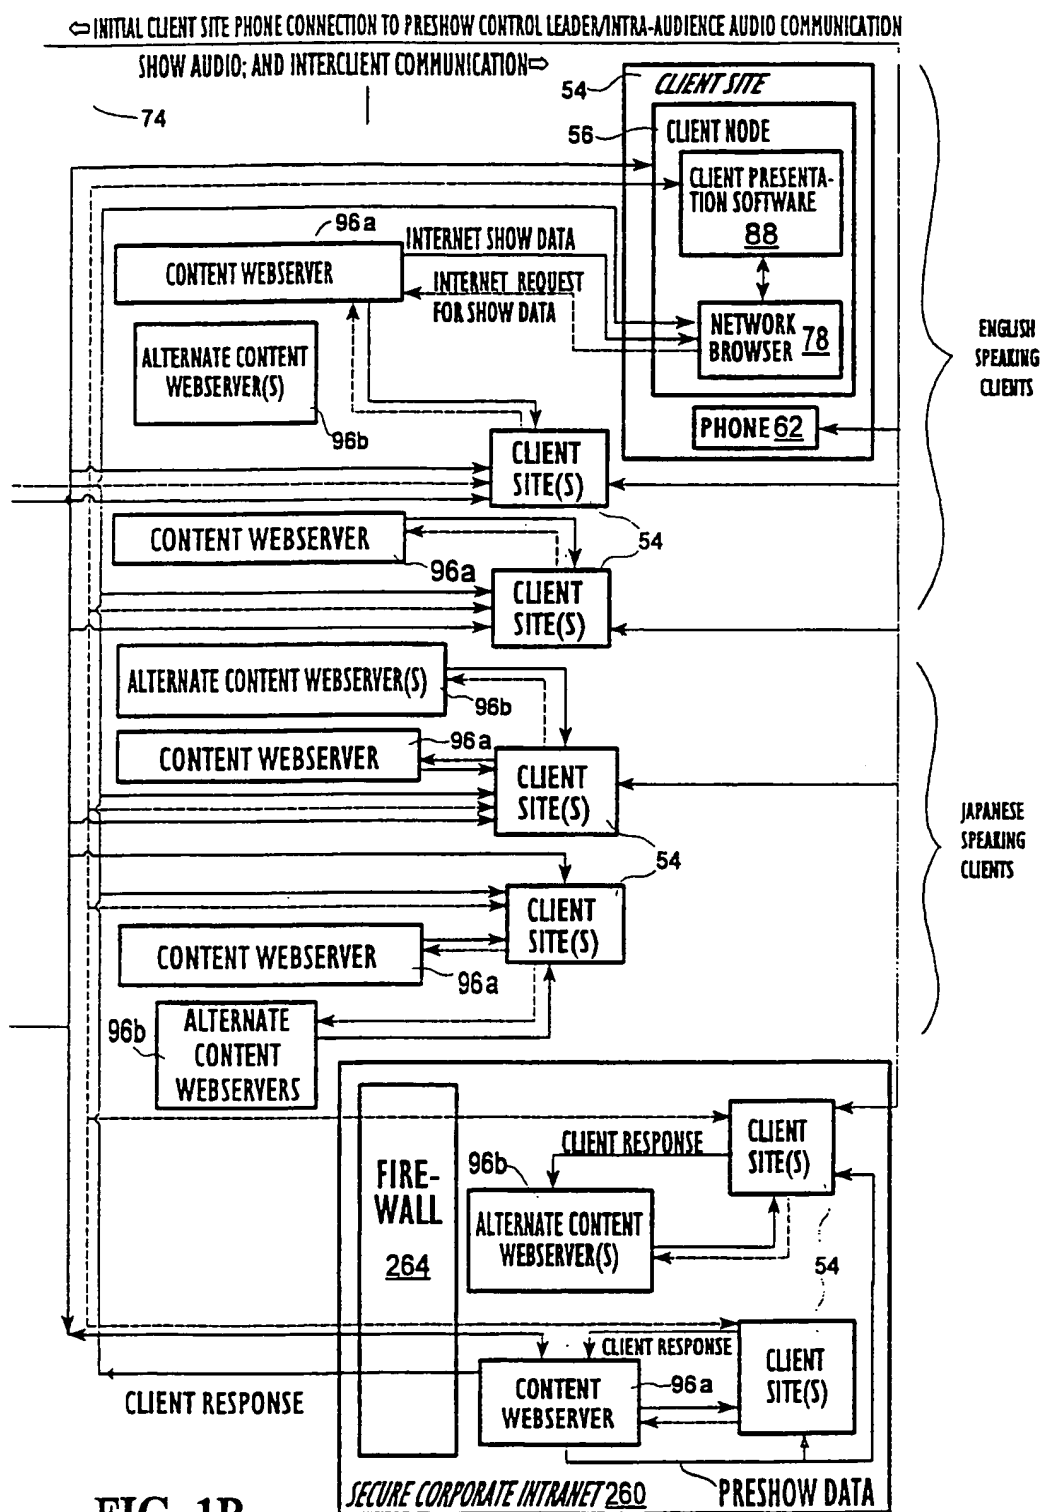 ⇦ INITIAL CLIENT SITE PHONE CONNECTION TO PRESHOW CONTROL LEADER/INTRA-AUDIENCE AUDIO COMMUNICATION
SHOW AUDIO; AND INTERCLIENT COMMUNICATION⇨
74
54
CLIENT SITE
56
CLIENT NODE
CLIENT PRESENTA-
TION SOFTWARE
88
96a
CONTENT WEBSERVER
INTERNET SHOW DATA
INTERNET REQUEST
FOR SHOW DATA
NETWORK
BROWSER 78
ENGLISH
SPEAKING
CLIENTS
ALTERNATE CONTENT
WEBSERVER(S)
96b
PHONE 62
CLIENT
SITE(S)
54
CONTENT WEBSERVER
96a
CLIENT
SITE(S)
ALTERNATE CONTENT WEBSERVER(S)
96b
96a
CONTENT WEBSERVER
CLIENT
SITE(S)
54
JAPANESE
SPEAKING
CLIENTS
CLIENT
SITE(S)
CONTENT WEBSERVER
96a
96b
ALTERNATE
CONTENT
WEBSERVERS
FIRE-
WALL
264
CLIENT RESPONSE
CLIENT
SITE(S)
96b
ALTERNATE CONTENT
WEBSERVER(S)
54
CLIENT RESPONSE
CLIENT
SITE(S)
CONTENT
WEBSERVER
96a
CLIENT RESPONSE
SECURE CORPORATE INTRANET 260
PRESHOW DATA
FIG. 1B